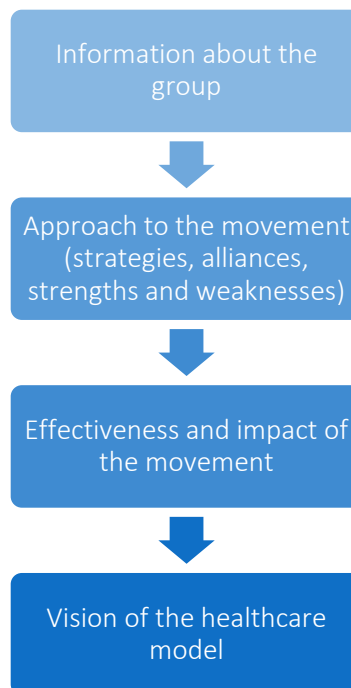 Information about the
group
Approach to the movement
(strategies, alliances,
strengths and weaknesses)
Effectiveness and impact of
the movement
Vision of the healthcare
model